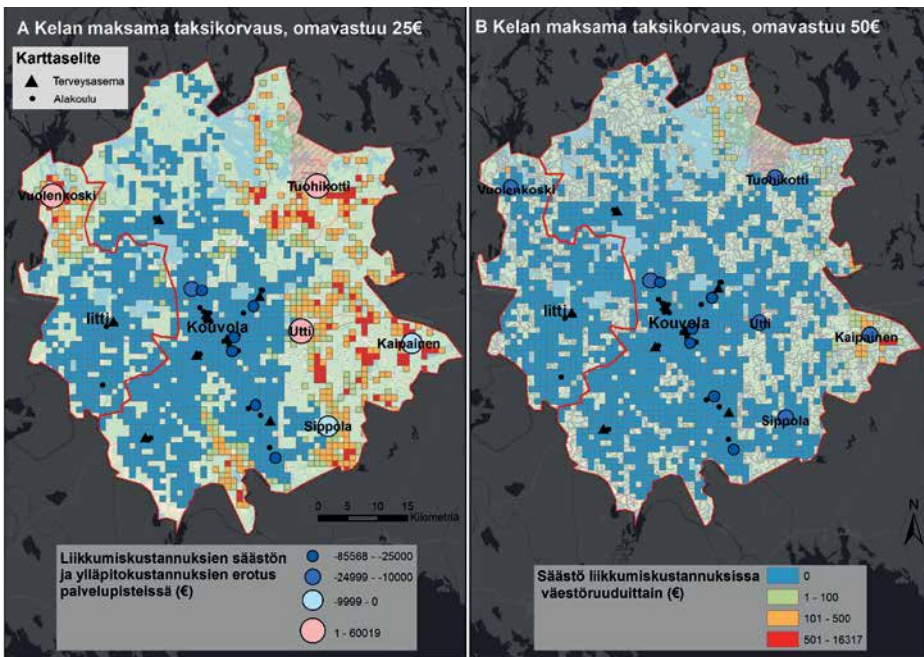 A Kelan maksama taksikorvaus, omavastuu 25€
Karttaselite
Terveysasema
Alakoulu
Vuolenkoski
Tuohikotti
Iitti
Kouvola
Utti
Kaipainen
Sippola
0 5 10 15
Kilometriä
Liikkumiskustannuksien säästön
ja ylläpitokustannuksien erotus
palvelupisteissä (€)
-85568 - -25000
-24999 - -10000
-9999 - 0
1 - 60019
B Kelan maksama taksikorvaus, omavastuu 50€
Vuolenkoski
Tuohikotti
Iitti
Kouvola
Utti
Kaipainen
Sippola
N
Säästö liikkumiskustannuksissa
väestöruuduittain (€)
0
1 - 100
101 - 500
501 - 16317